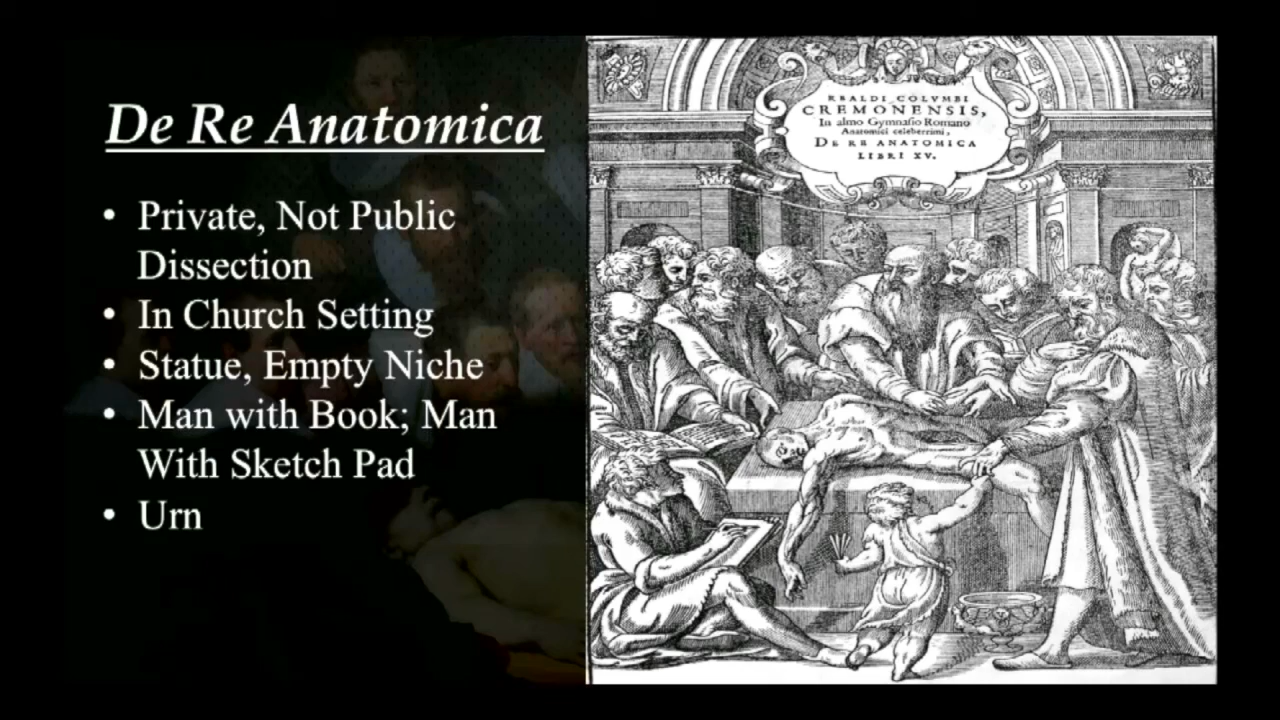 De Re Anatomica
• Private, Not Public
Dissection
• In Church Setting
• Statue, Empty Niche
• Man with Book; Man
With Sketch Pad
• Urn
REALDI COLVMBI
CREMONENSIS,
In almo Gymnasio Romano
Anatomici celeberrimi,
DE RE ANATOMICA
LIBRI XV.